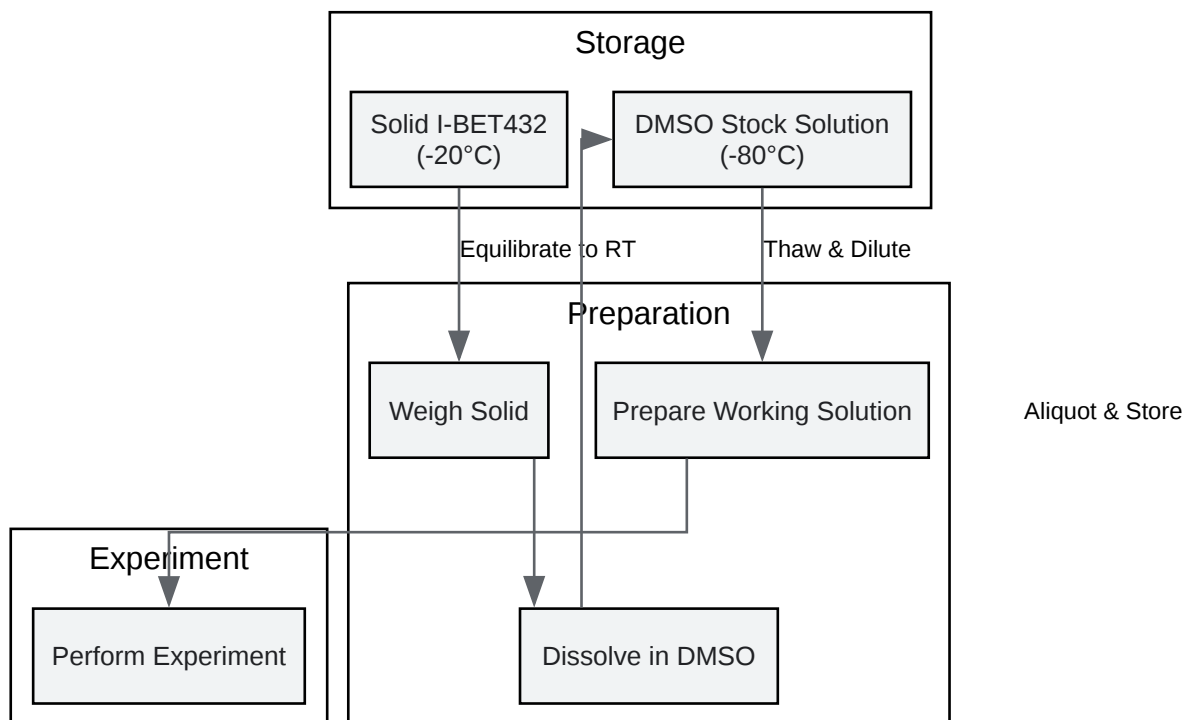 Storage
Solid I-BET432
(-20°C)
DMSO Stock Solution
(-80°C)
Equilibrate to RT
Thaw & Dilute
Preparation
Weigh Solid
Prepare Working Solution
Aliquot & Store
Experiment
Perform Experiment
Dissolve in DMSO